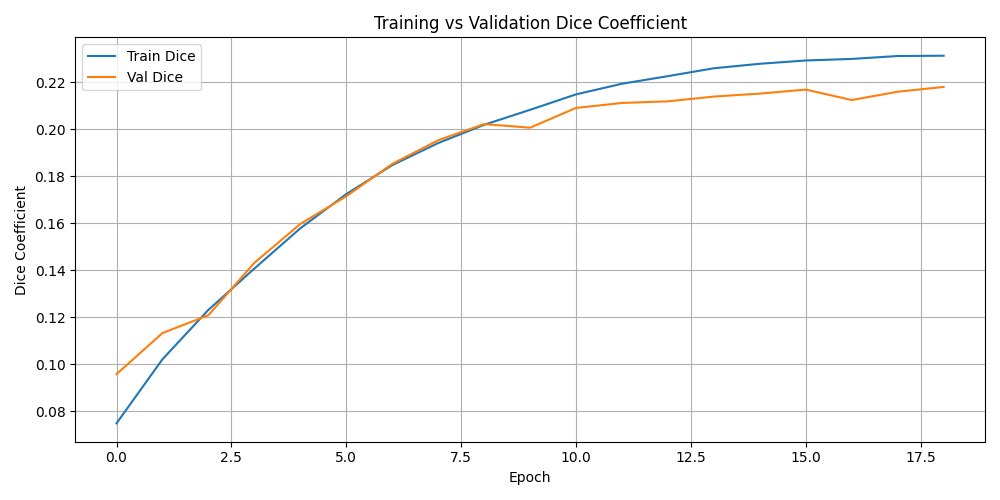 Training vs Validation Dice Coefficient
Train Dice
Val Dice
Dice Coefficient
0.22
0.20
0.18
0.16
0.14
0.12
0.10
0.08
0.0 2.5 5.0 7.5 10.0 12.5 15.0 17.5
Epoch